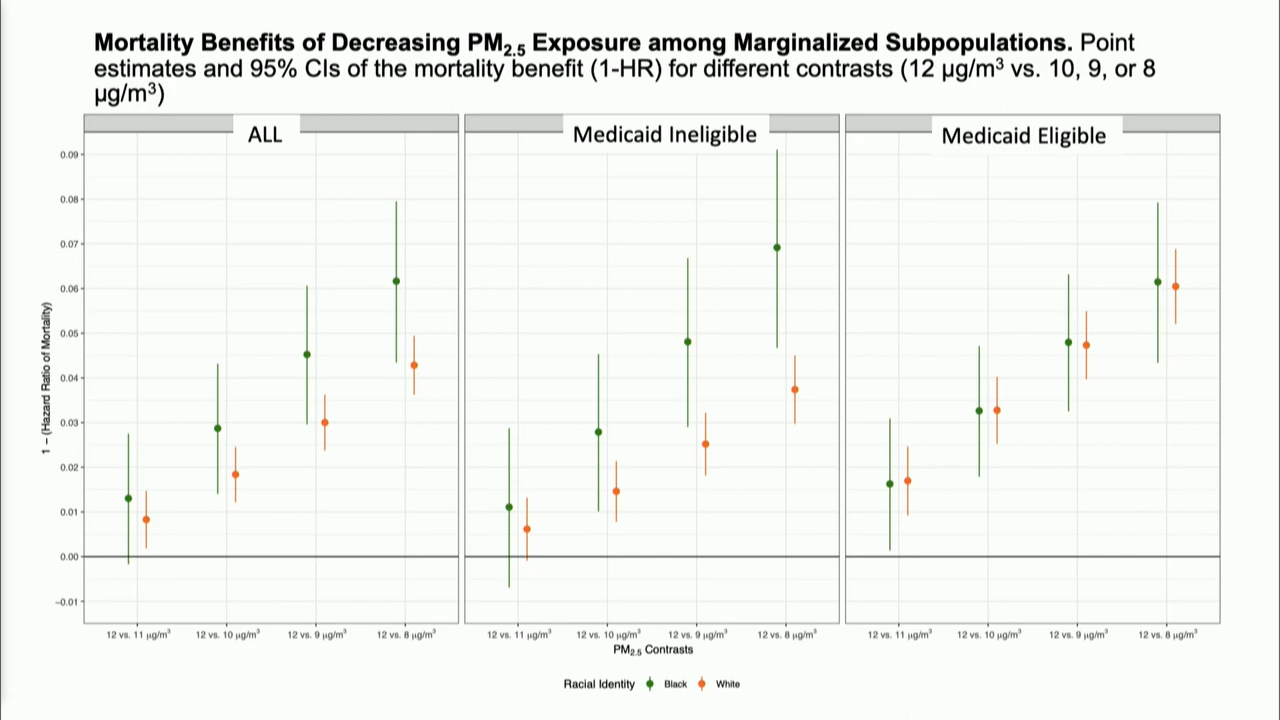 Mortality Benefits of Decreasing PM2.5 Exposure among Marginalized Subpopulations. Point
estimates and 95% CIs of the mortality benefit (1-HR) for different contrasts (12 µg/m³ vs. 10, 9, or 8
µg/m³)
ALL
Medicaid Ineligible
Medicaid Eligible
1 – (Hazard Ratio of Mortality)
0.09
0.08
0.07
0.06
0.05
0.04
0.03
0.02
0.01
0.00
−0.01
12 vs. 11 µg/m³ 12 vs. 10 µg/m³ 12 vs. 9 µg/m³ 12 vs. 8 µg/m³
12 vs. 11 µg/m³ 12 vs. 10 µg/m³ 12 vs. 9 µg/m³ 12 vs. 8 µg/m³
12 vs. 11 µg/m³ 12 vs. 10 µg/m³ 12 vs. 9 µg/m³ 12 vs. 8 µg/m³
PM2.5 Contrasts
Racial Identity Black White